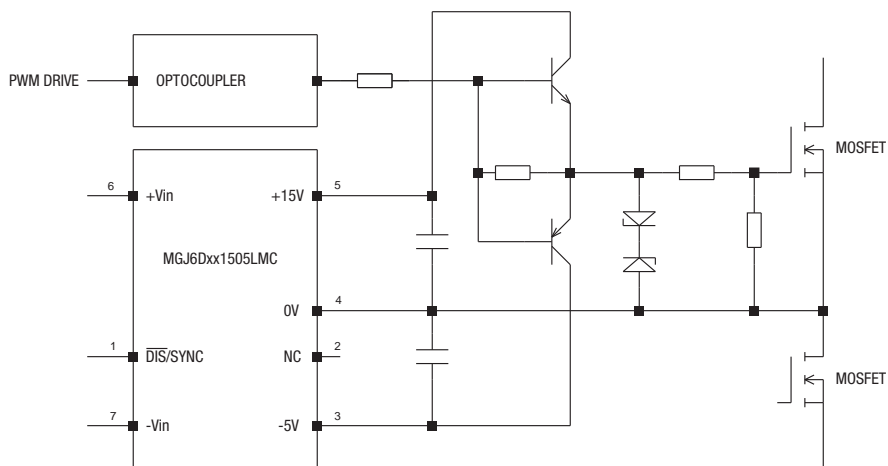 PWM DRIVE
OPTOCOUPLER
MOSFET
6
+Vin
+15V
5
MGJ6Dxx1505LMC
0V
4
1
DIS/SYNC
NC
2
MOSFET
7
-Vin
-5V
3